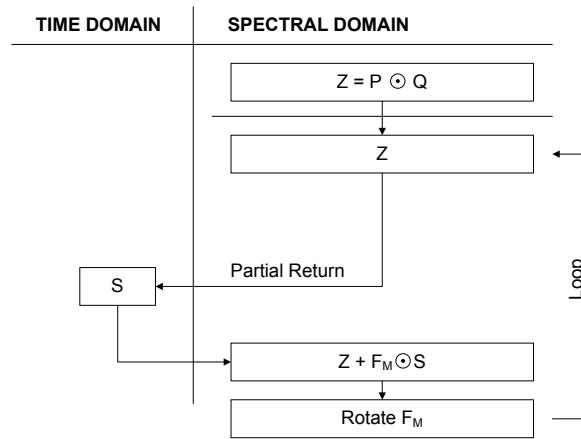 TIME DOMAIN
SPECTRAL DOMAIN
Z = P ⊙ Q
Z
Partial Return
S
Loop
Z + F_M ⊙ S
Rotate F_M